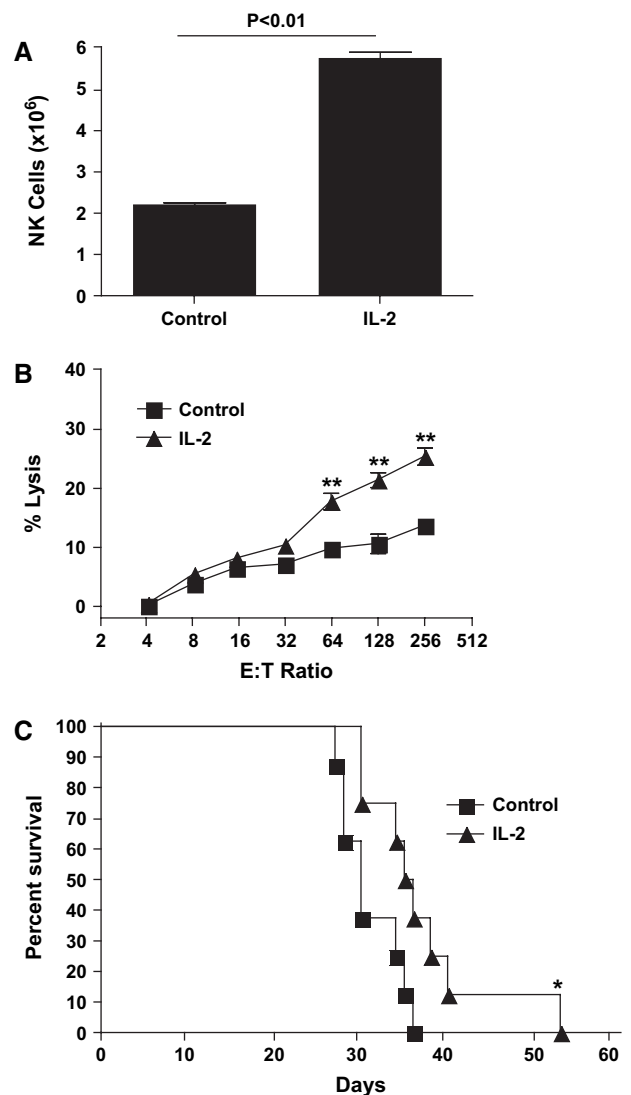 A
P<0.01
NK Cells (x10⁶)
6
5
4
3
2
1
0
Control
IL-2
B
% Lysis
40
30
20
10
0
Control
IL-2
**
**
**
2
4
8
16
32
64
128
256
512
E:T Ratio
C
Percent survival
100
90
80
70
60
50
40
30
20
10
0
Control
IL-2
*
0
10
20
30
40
50
60
Days